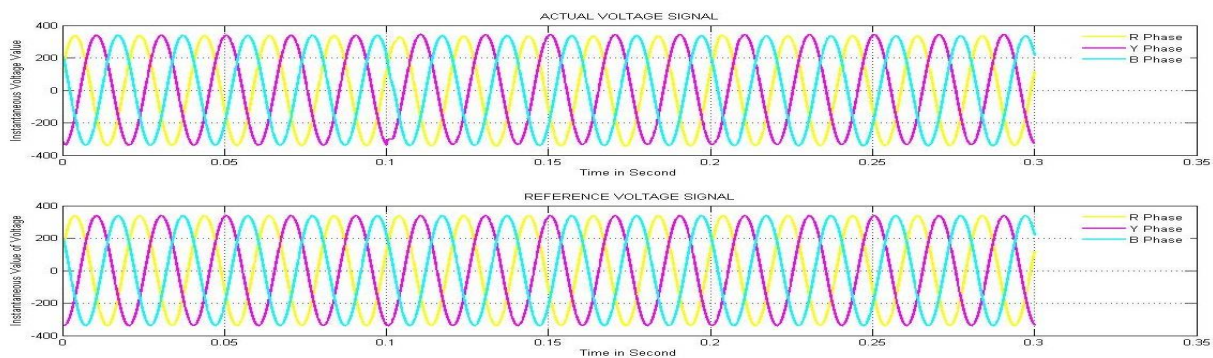 ACTUAL VOLTAGE SIGNAL
Instantaneous Voltage Value
400
200
0
-200
-400
0
0.05
0.1
0.15
0.2
0.25
0.3
0.35
Time in Second
R Phase
Y Phase
B Phase
REFERENCE VOLTAGE SIGNAL
Instantaneous Value of Voltage
400
200
0
-200
-400
0
0.05
0.1
0.15
0.2
0.25
0.3
0.35
Time in Second
R Phase
Y Phase
B Phase